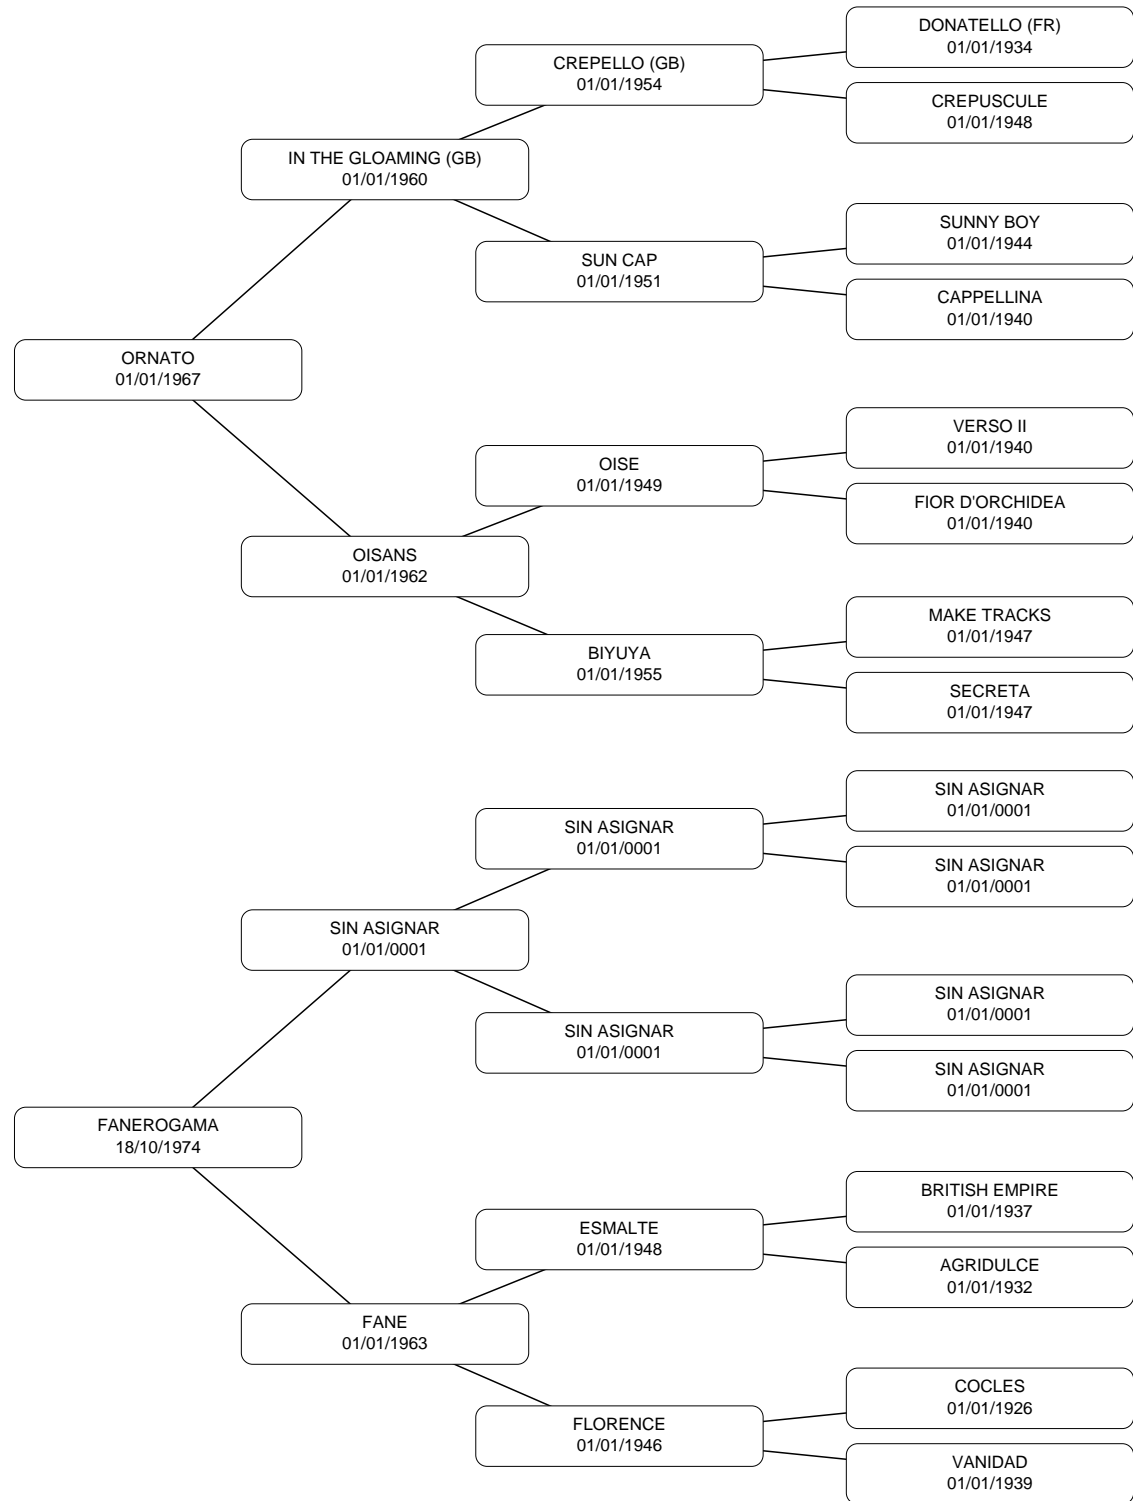 DONATELLO (FR)
01/01/1934
CREPELLO (GB)
01/01/1954
CREPUSCULE
01/01/1948
IN THE GLOAMING (GB)
01/01/1960
SUNNY BOY
01/01/1944
SUN CAP
01/01/1951
CAPPELLINA
01/01/1940
ORNATO
01/01/1967
VERSO II
01/01/1940
OISE
01/01/1949
FIOR D'ORCHIDEA
01/01/1940
OISANS
01/01/1962
MAKE TRACKS
01/01/1947
BIYUYA
01/01/1955
SECRETA
01/01/1947
SIN ASIGNAR
01/01/0001
SIN ASIGNAR
01/01/0001
SIN ASIGNAR
01/01/0001
SIN ASIGNAR
01/01/0001
SIN ASIGNAR
01/01/0001
SIN ASIGNAR
01/01/0001
SIN ASIGNAR
01/01/0001
FANEROGAMA
18/10/1974
BRITISH EMPIRE
01/01/1937
ESMALTE
01/01/1948
AGRIDULCE
01/01/1932
FANE
01/01/1963
COCLES
01/01/1926
FLORENCE
01/01/1946
VANIDAD
01/01/1939